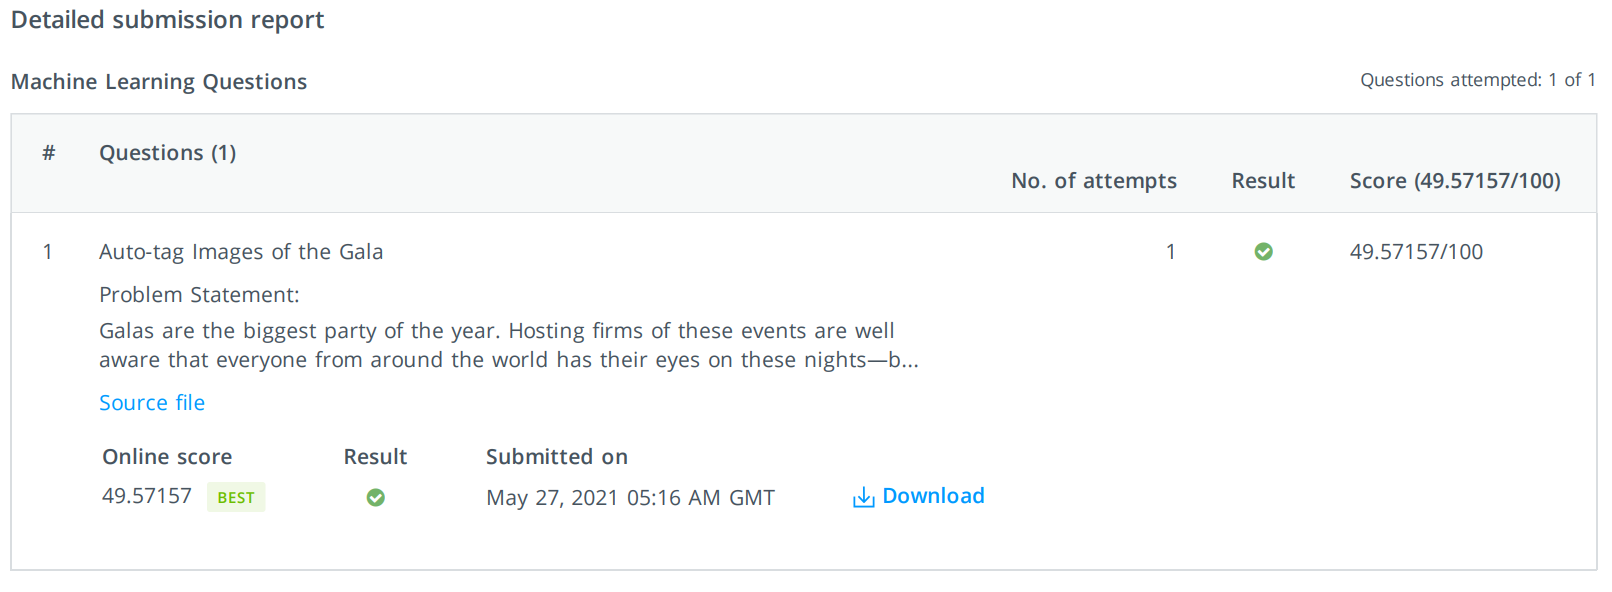 Detailed submission report
Machine Learning Questions
Questions attempted: 1 of 1
# Questions (1)
No. of attempts Result Score (49.57157/100)
1 Auto-tag Images of the Gala 1 49.57157/100
Problem Statement:
Galas are the biggest party of the year. Hosting firms of these events are well
aware that everyone from around the world has their eyes on these nights—b...
Source file
Online score Result Submitted on
49.57157 BEST May 27, 2021 05:16 AM GMT Download